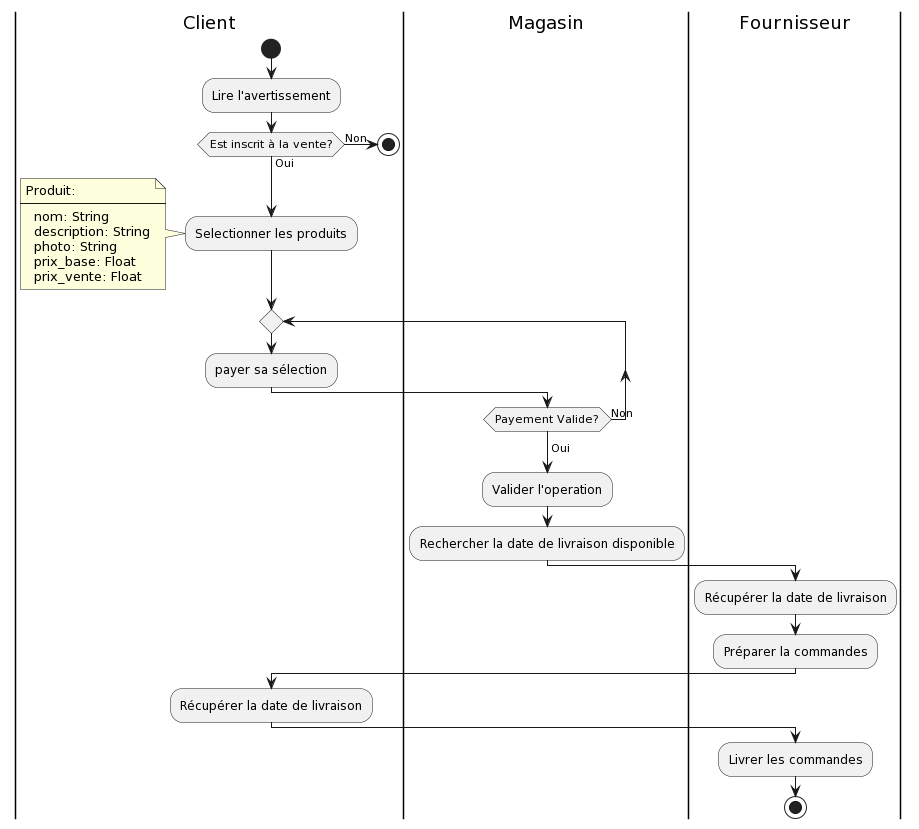 Client
Magasin
Fournisseur
Lire l'avertissement
Est inscrit à la vente?
Non
Oui
Produit:
nom: String
description: String
photo: String
prix_base: Float
prix_vente: Float
Selectionner les produits
payer sa sélection
Payement Valide?
Non
Oui
Valider l'operation
Rechercher la date de livraison disponible
Récupérer la date de livraison
Préparer la commandes
Récupérer la date de livraison
Livrer les commandes